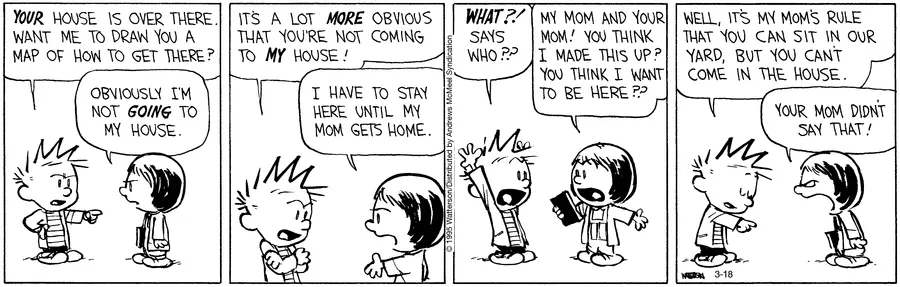 YOUR HOUSE IS OVER THERE.
WANT ME TO DRAW YOU A
MAP OF HOW TO GET THERE?
OBVIOUSLY I'M
NOT GOING TO
MY HOUSE.
IT'S A LOT MORE OBVIOUS
THAT YOU'RE NOT COMING
TO MY HOUSE!
I HAVE TO STAY
HERE UNTIL MY
MOM GETS HOME.
© 1995 Watterson/Distributed by Andrews McMeel Syndication
WHAT?!
SAYS
WHO??
MY MOM AND YOUR
MOM! YOU THINK
I MADE THIS UP?
YOU THINK I WANT
TO BE HERE??
WELL, IT'S MY MOM'S RULE
THAT YOU CAN SIT IN OUR
YARD, BUT YOU CAN'T
COME IN THE HOUSE.
YOUR MOM DIDN'T
SAY THAT!
3-18